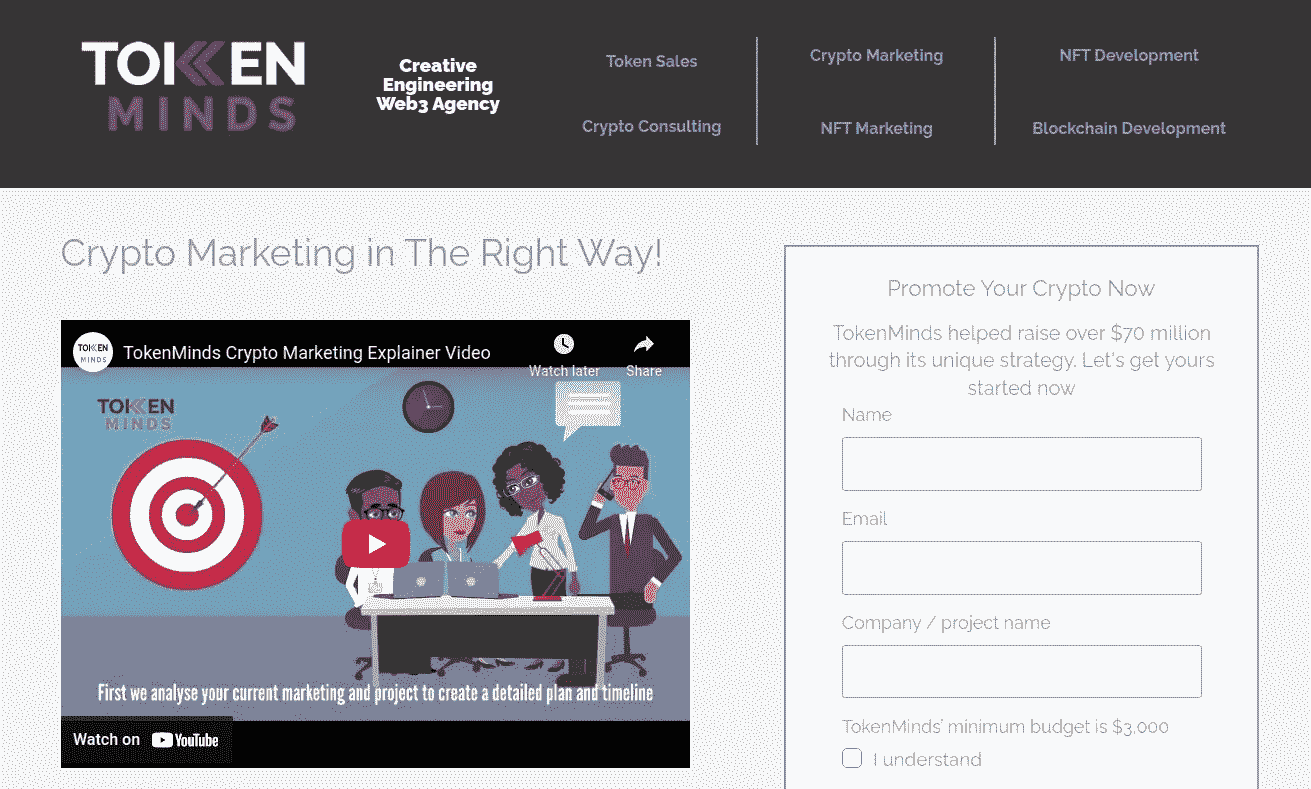 TOKEN
MINDS
Creative
Engineering
Web3 Agency
Token Sales
Crypto Consulting
Crypto Marketing
NFT Marketing
NFT Development
Blockchain Development
Crypto Marketing in The Right Way!
TOKEN
MINDS
TokenMinds Crypto Marketing Explainer Video
Watch later
Share
TOKEN
MINDS
First we analyse your current marketing and project to create a detailed plan and timeline
Watch on YouTube
Promote Your Crypto Now
TokenMinds helped raise over $70 million
through its unique strategy. Let's get yours
started now
Name
Email
Company / project name
TokenMinds' minimum budget is $3,000
I understand